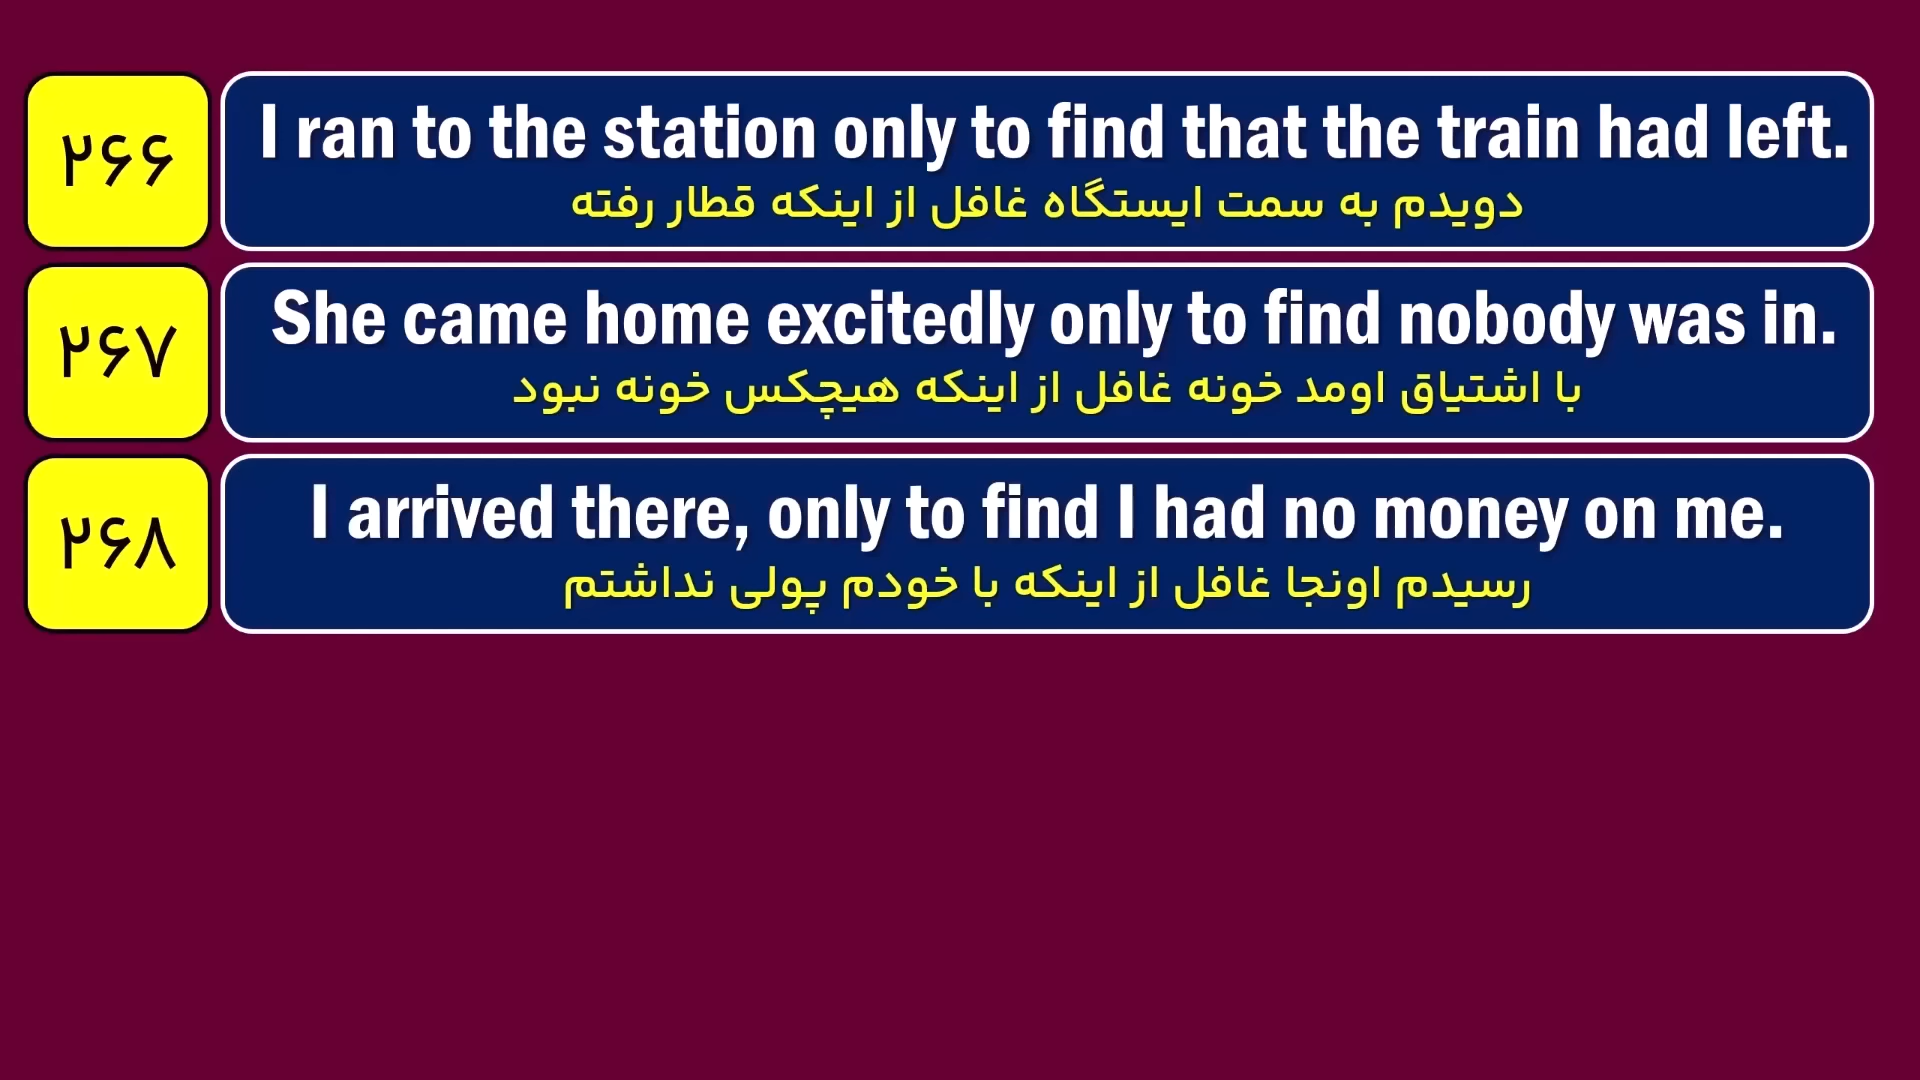 ۲۶۶
I ran to the station only to find that the train had left.
دویدم به سمت ایستگاه غافل از اینکه قطار رفته
۲۶۷
She came home excitedly only to find nobody was in.
با اشتیاق اومد خونه غافل از اینکه هیچکس خونه نبود
۲۶۸
I arrived there, only to find I had no money on me.
رسیدم اونجا غافل از اینکه با خودم پولی نداشتم